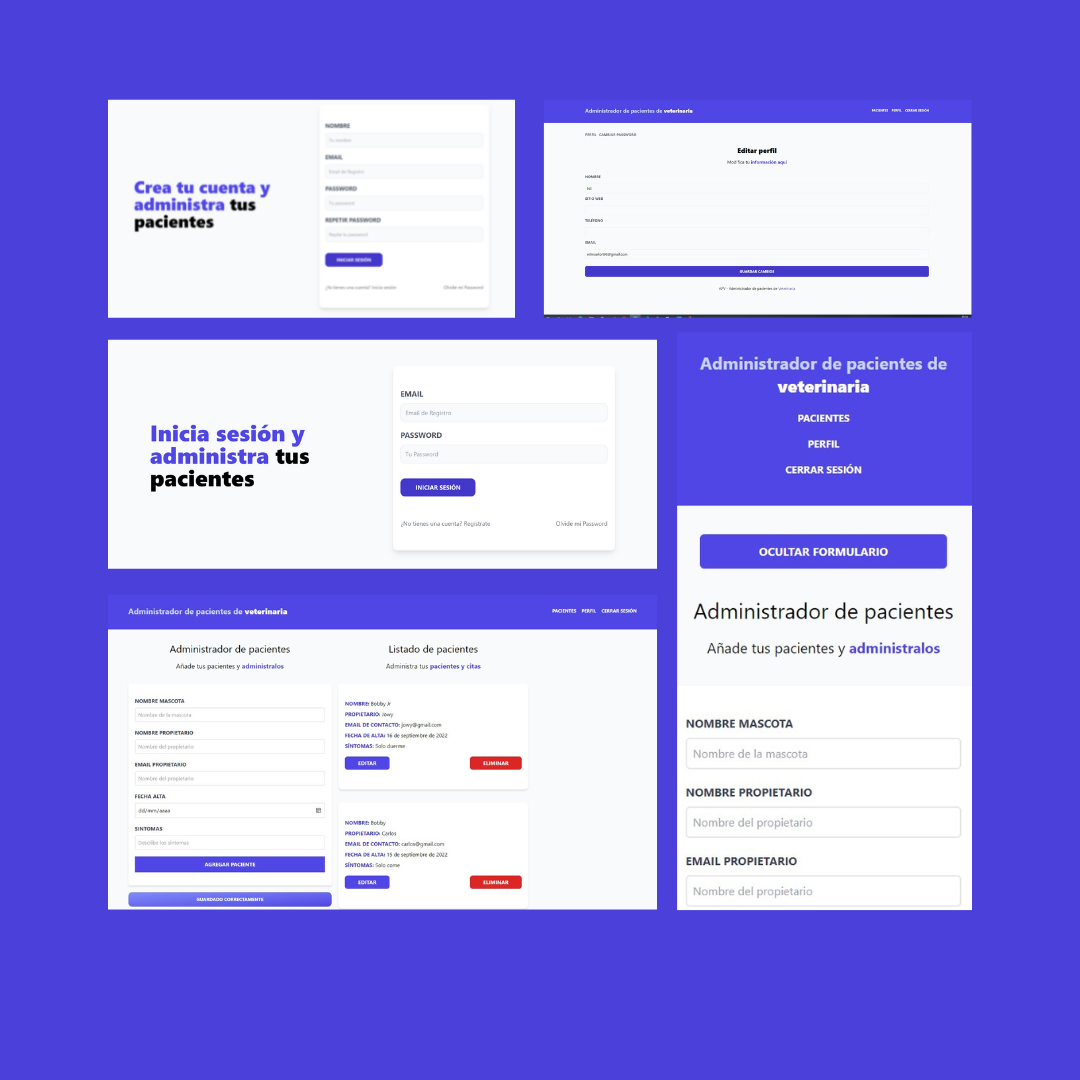 Crea tu cuenta y
administra tus
pacientes
NOMBRE
Tu nombre
EMAIL
Email de Registro
PASSWORD
Tu password
REPETIR PASSWORD
Repite tu password
INICIAR SESIÓN
¿Ya tienes una cuenta? Inicia sesión
Olvide mi Password
Administrador de pacientes de veterinaria
PACIENTES PERFIL CERRAR SESIÓN
PERFIL CAMBIAR PASSWORD
Editar perfil
Modifica tu información aquí
NOMBRE
SITIO WEB
TELÉFONO
EMAIL
GUARDAR CAMBIOS
APV - Administrador de pacientes de Veterinaria
Inicia sesión y
administra tus
pacientes
EMAIL
Email de Registro
PASSWORD
Tu Password
INICIAR SESIÓN
¿No tienes una cuenta? Registrate
Olvide mi Password
Administrador de pacientes de
veterinaria
PACIENTES
PERFIL
CERRAR SESIÓN
OCULTAR FORMULARIO
Administrador de pacientes
Añade tus pacientes y administralos
NOMBRE MASCOTA
Nombre de la mascota
NOMBRE PROPIETARIO
Nombre del propietario
EMAIL PROPIETARIO
Nombre del propietario
Administrador de pacientes de veterinaria
PACIENTES PERFIL CERRAR SESIÓN
Administrador de pacientes
Añade tus pacientes y administralos
NOMBRE MASCOTA
Nombre de la mascota
NOMBRE PROPIETARIO
Nombre del propietario
EMAIL PROPIETARIO
Nombre del propietario
FECHA ALTA
dd/mm/aaaa
SINTOMAS
Describe los síntomas
AGREGAR PACIENTE
GUARDADO CORRECTAMENTE
Listado de pacientes
Administra tus pacientes y citas
NOMBRE: Bobby Jr
PROPIETARIO: Jowy
EMAIL DE CONTACTO: jowy@gmail.com
FECHA DE ALTA: 16 de septiembre de 2022
SÍNTOMAS: Solo duerme
EDITAR
ELIMINAR
NOMBRE: Bobby
PROPIETARIO: Carlos
EMAIL DE CONTACTO: carlos@gmail.com
FECHA DE ALTA: 15 de septiembre de 2022
SÍNTOMAS: Solo come
EDITAR
ELIMINAR